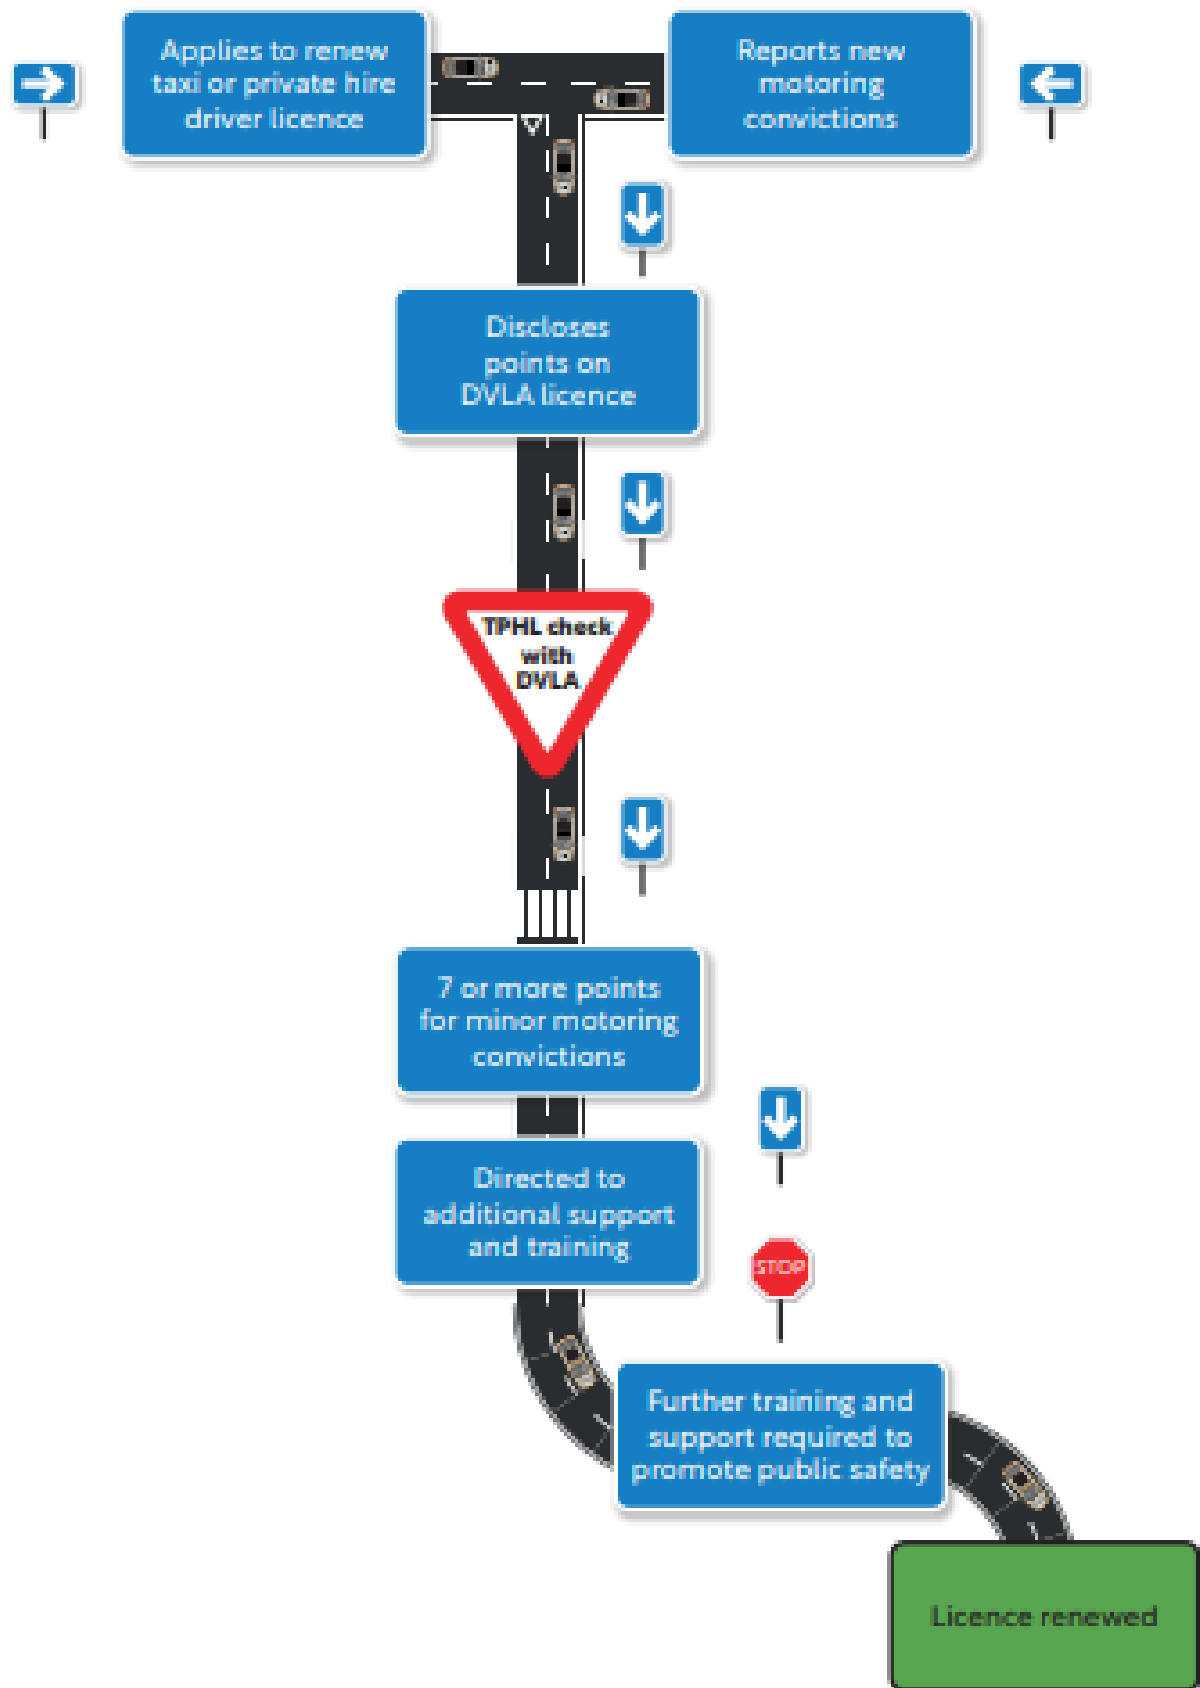 Applies to renew
taxi or private hire
driver licence
Reports new
motoring
convictions
Discloses
points on
DVLA licence
TPHL check
with
DVLA
7 or more points
for minor motoring
convictions
Directed to
additional support
and training
STOP
Further training and
support required to
promote public safety
Licence renewed